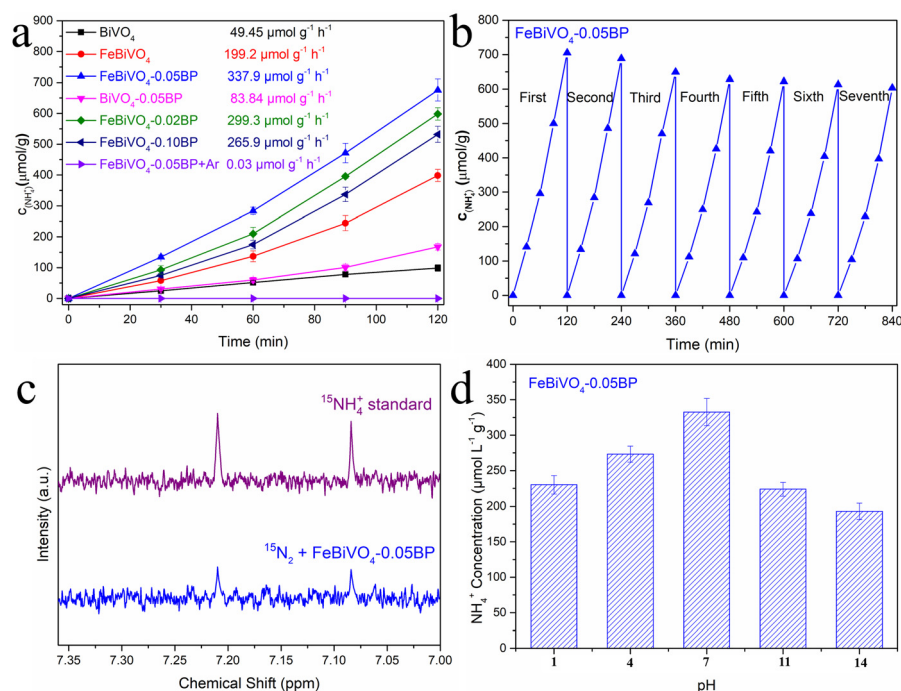 a
BiVO₄ 49.45 μmol g⁻¹ h⁻¹
FeBiVO₄ 199.2 μmol g⁻¹ h⁻¹
FeBiVO₄-0.05BP 337.9 μmol g⁻¹ h⁻¹
BiVO₄-0.05BP 83.84 μmol g⁻¹ h⁻¹
FeBiVO₄-0.02BP 299.3 μmol g⁻¹ h⁻¹
FeBiVO₄-0.10BP 265.9 μmol g⁻¹ h⁻¹
FeBiVO₄-0.05BP+Ar 0.03 μmol g⁻¹ h⁻¹
900
800
700
600
500
400
300
200
100
0
c(NH₄⁺)(μmol/g)
0 20 40 60 80 100 120
Time (min)
b
FeBiVO₄-0.05BP
First Second Third Fourth Fifth Sixth Seventh
800
700
600
500
400
300
200
100
0
c(NH₄⁺) (μmol/g)
0 120 240 360 480 600 720 840
Time (min)
c
¹⁵NH₄⁺ standard
¹⁵N₂ + FeBiVO₄-0.05BP
Intensity (a.u.)
7.35 7.30 7.25 7.20 7.15 7.10 7.05 7.00
Chemical Shift (ppm)
d
FeBiVO₄-0.05BP
400
350
300
250
200
150
100
50
0
NH₄⁺ Concentration (μmol L⁻¹ g⁻¹)
1 4 7 11 14
pH